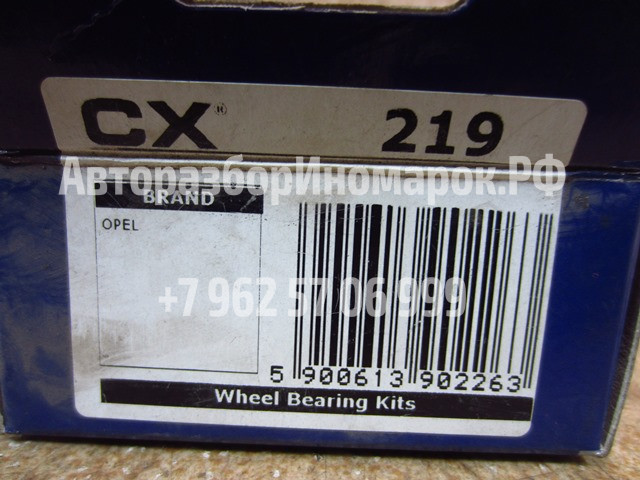 CX® 219
АвторазборИномарок.РФ
BRAND
OPEL
+7 962 57 06 999
5 900613 902263
Wheel Bearing Kits